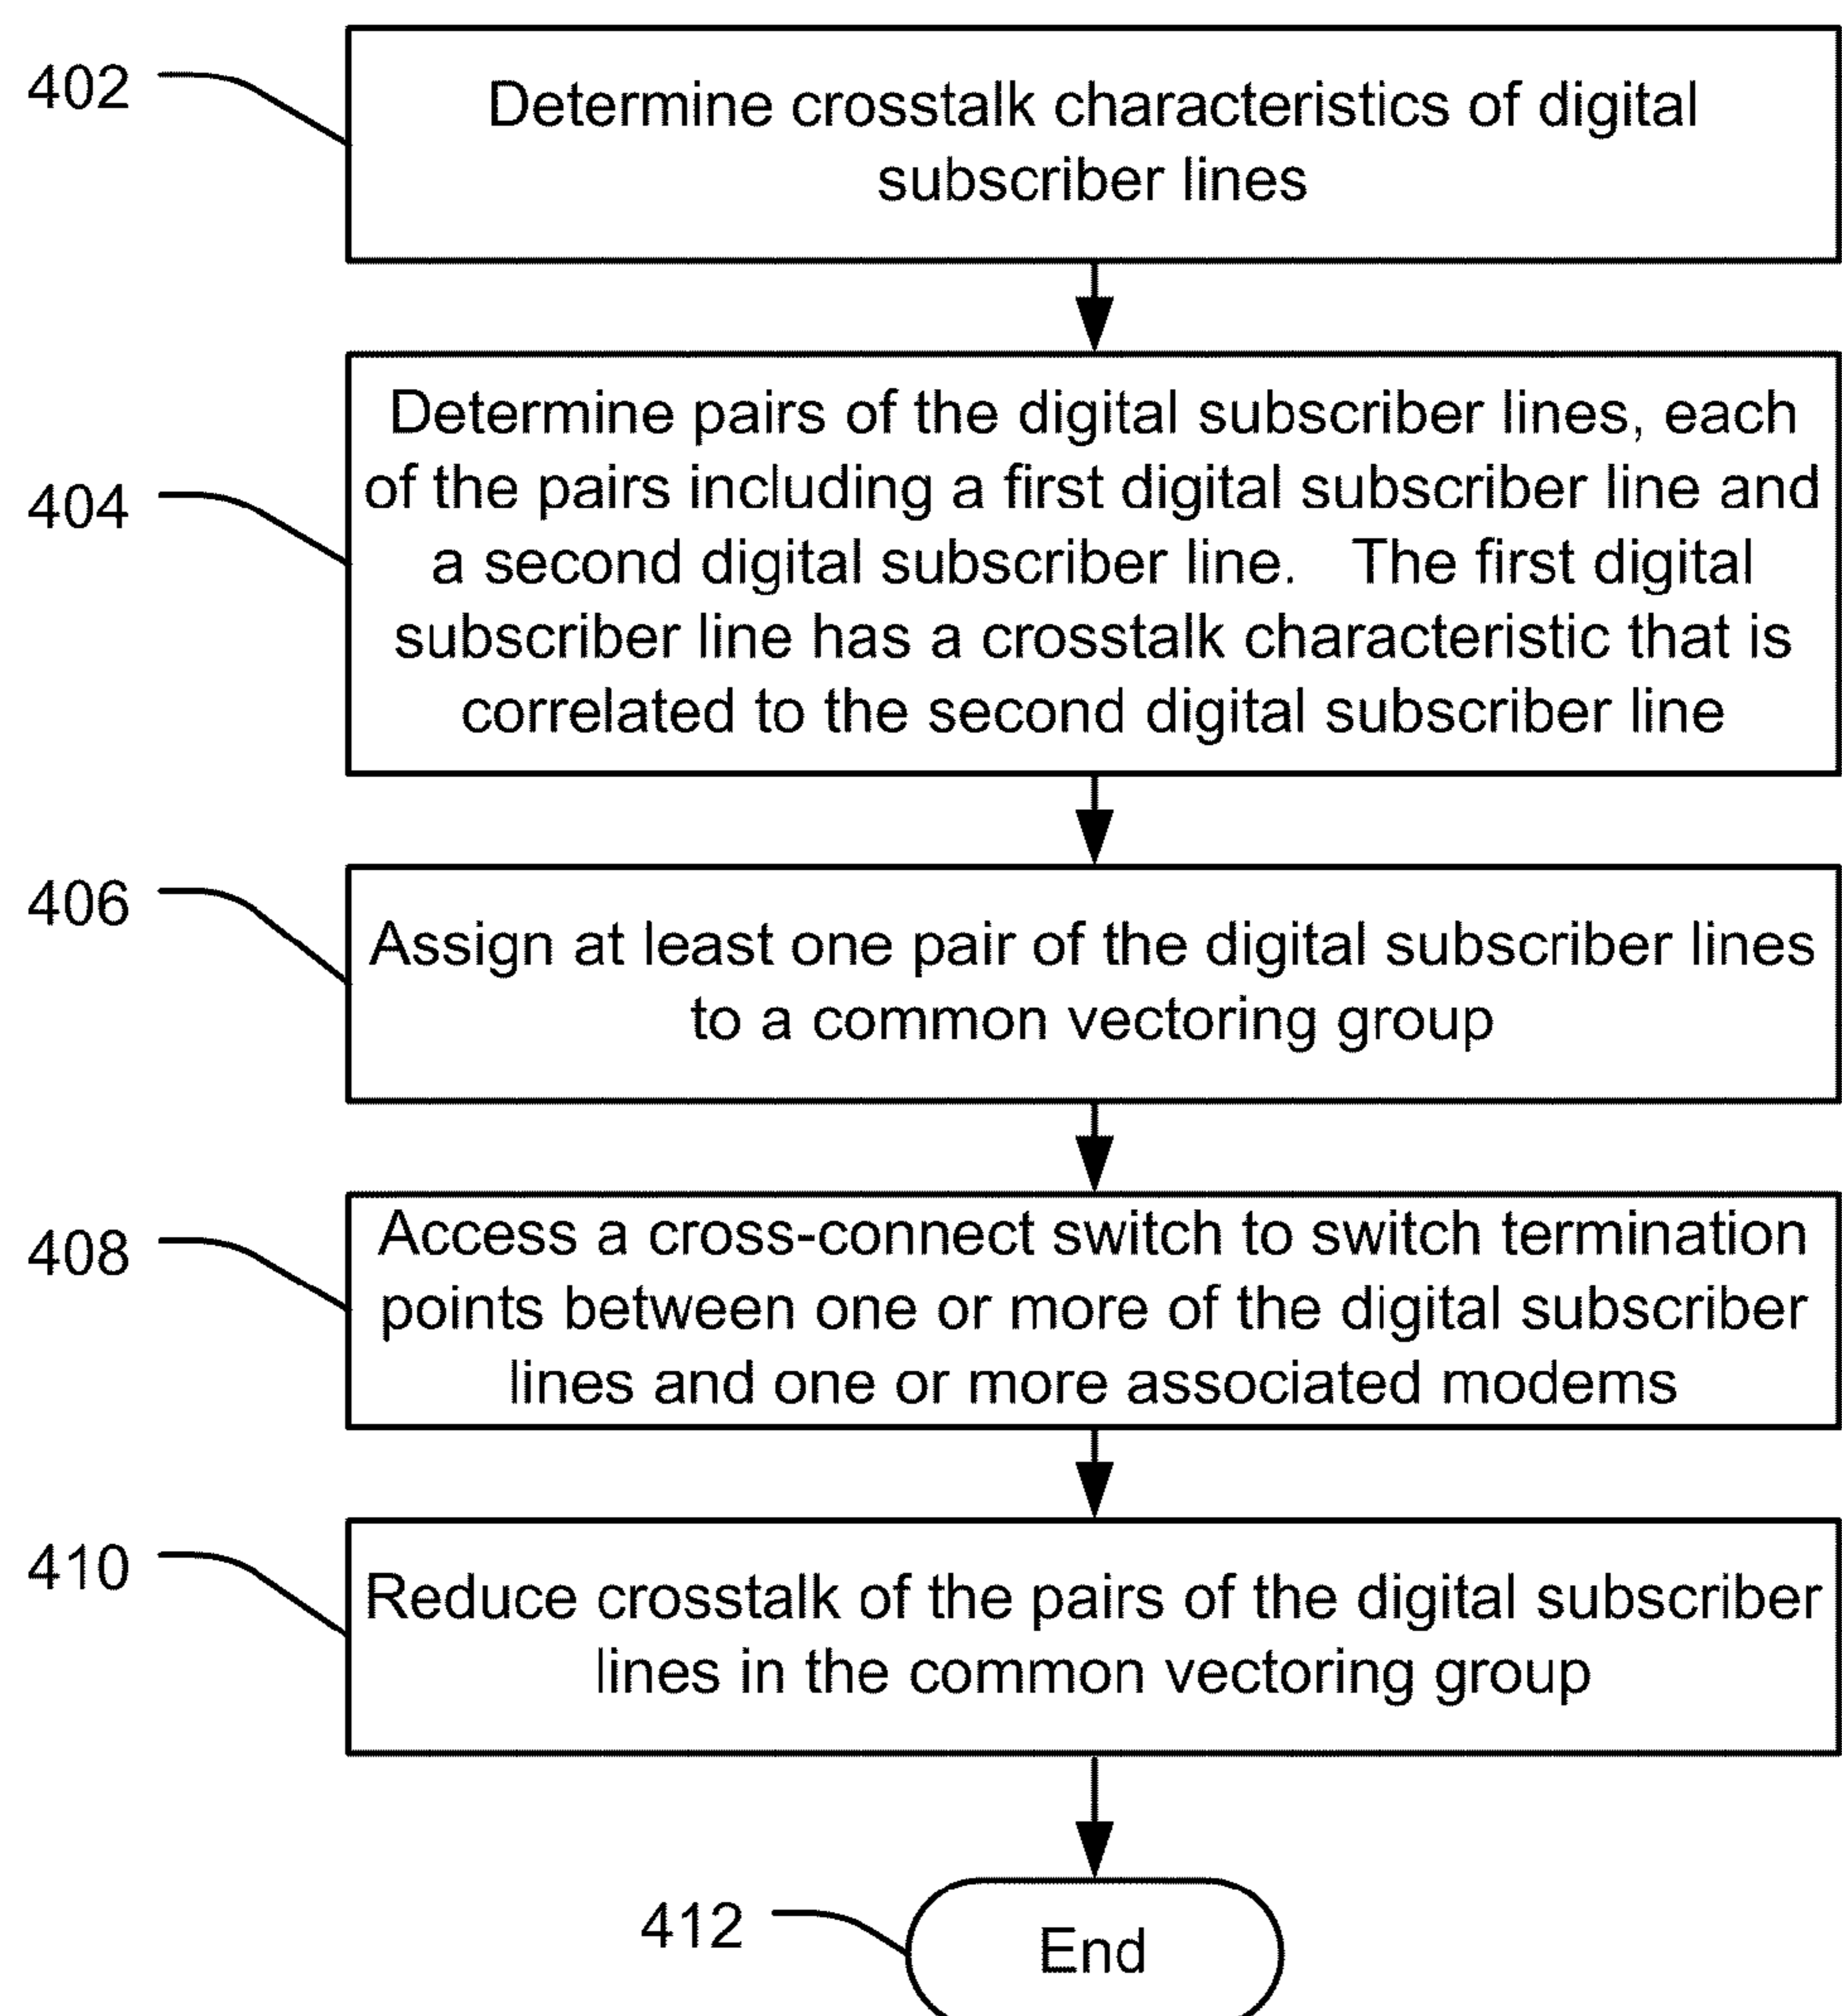 402
Determine crosstalk characteristics of digital
subscriber lines
404
Determine pairs of the digital subscriber lines, each
of the pairs including a first digital subscriber line and
a second digital subscriber line. The first digital
subscriber line has a crosstalk characteristic that is
correlated to the second digital subscriber line
406
Assign at least one pair of the digital subscriber lines
to a common vectoring group
408
Access a cross-connect switch to switch termination
points between one or more of the digital subscriber
lines and one or more associated modems
410
Reduce crosstalk of the pairs of the digital subscriber
lines in the common vectoring group
412
End